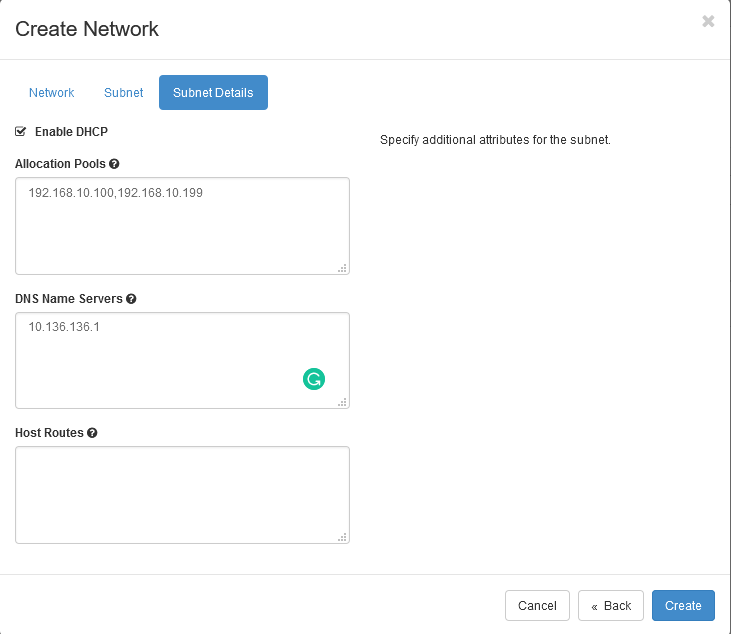 Create Network
Network Subnet Subnet Details
Enable DHCP
Specify additional attributes for the subnet.
Allocation Pools
192.168.10.100,192.168.10.199
DNS Name Servers
10.136.136.1
Host Routes
Cancel « Back Create